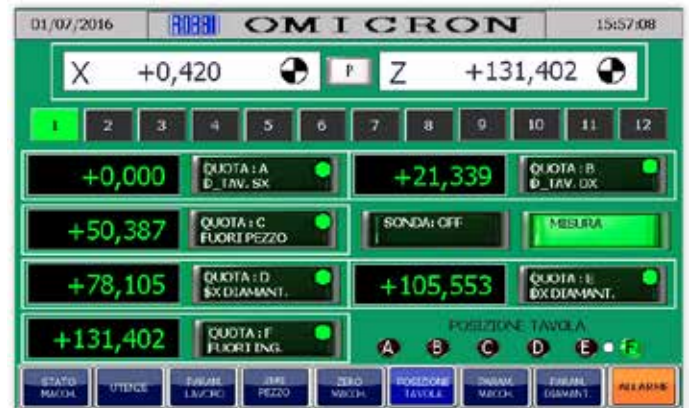 01/07/2016 ROBBI OMICRON 15:57:08
X +0,420 P Z +131,402
1 2 3 4 5 6 7 8 9 10 11 12
+0,000 QUOTA : A +21,339 QUOTA : B
D_TAV. SX D_TAV. DX
+50,387 QUOTA : C SONDA: OFF MISURA
FUORI PEZZO
+78,105 QUOTA : D +105,553 QUOTA : E
SX DIAMANT. DX DIAMANT.
+131,402 QUOTA : F POSIZIONE TAVOLA
FUORI ING. A B C D E F
STATO UTENZE PARAM. ZERO POSIZIONE PARAM. PARAM. ALLARME
MACCH. LAVORO PEZZO MACCH. TAVOLA MACCH. DIAMANT.